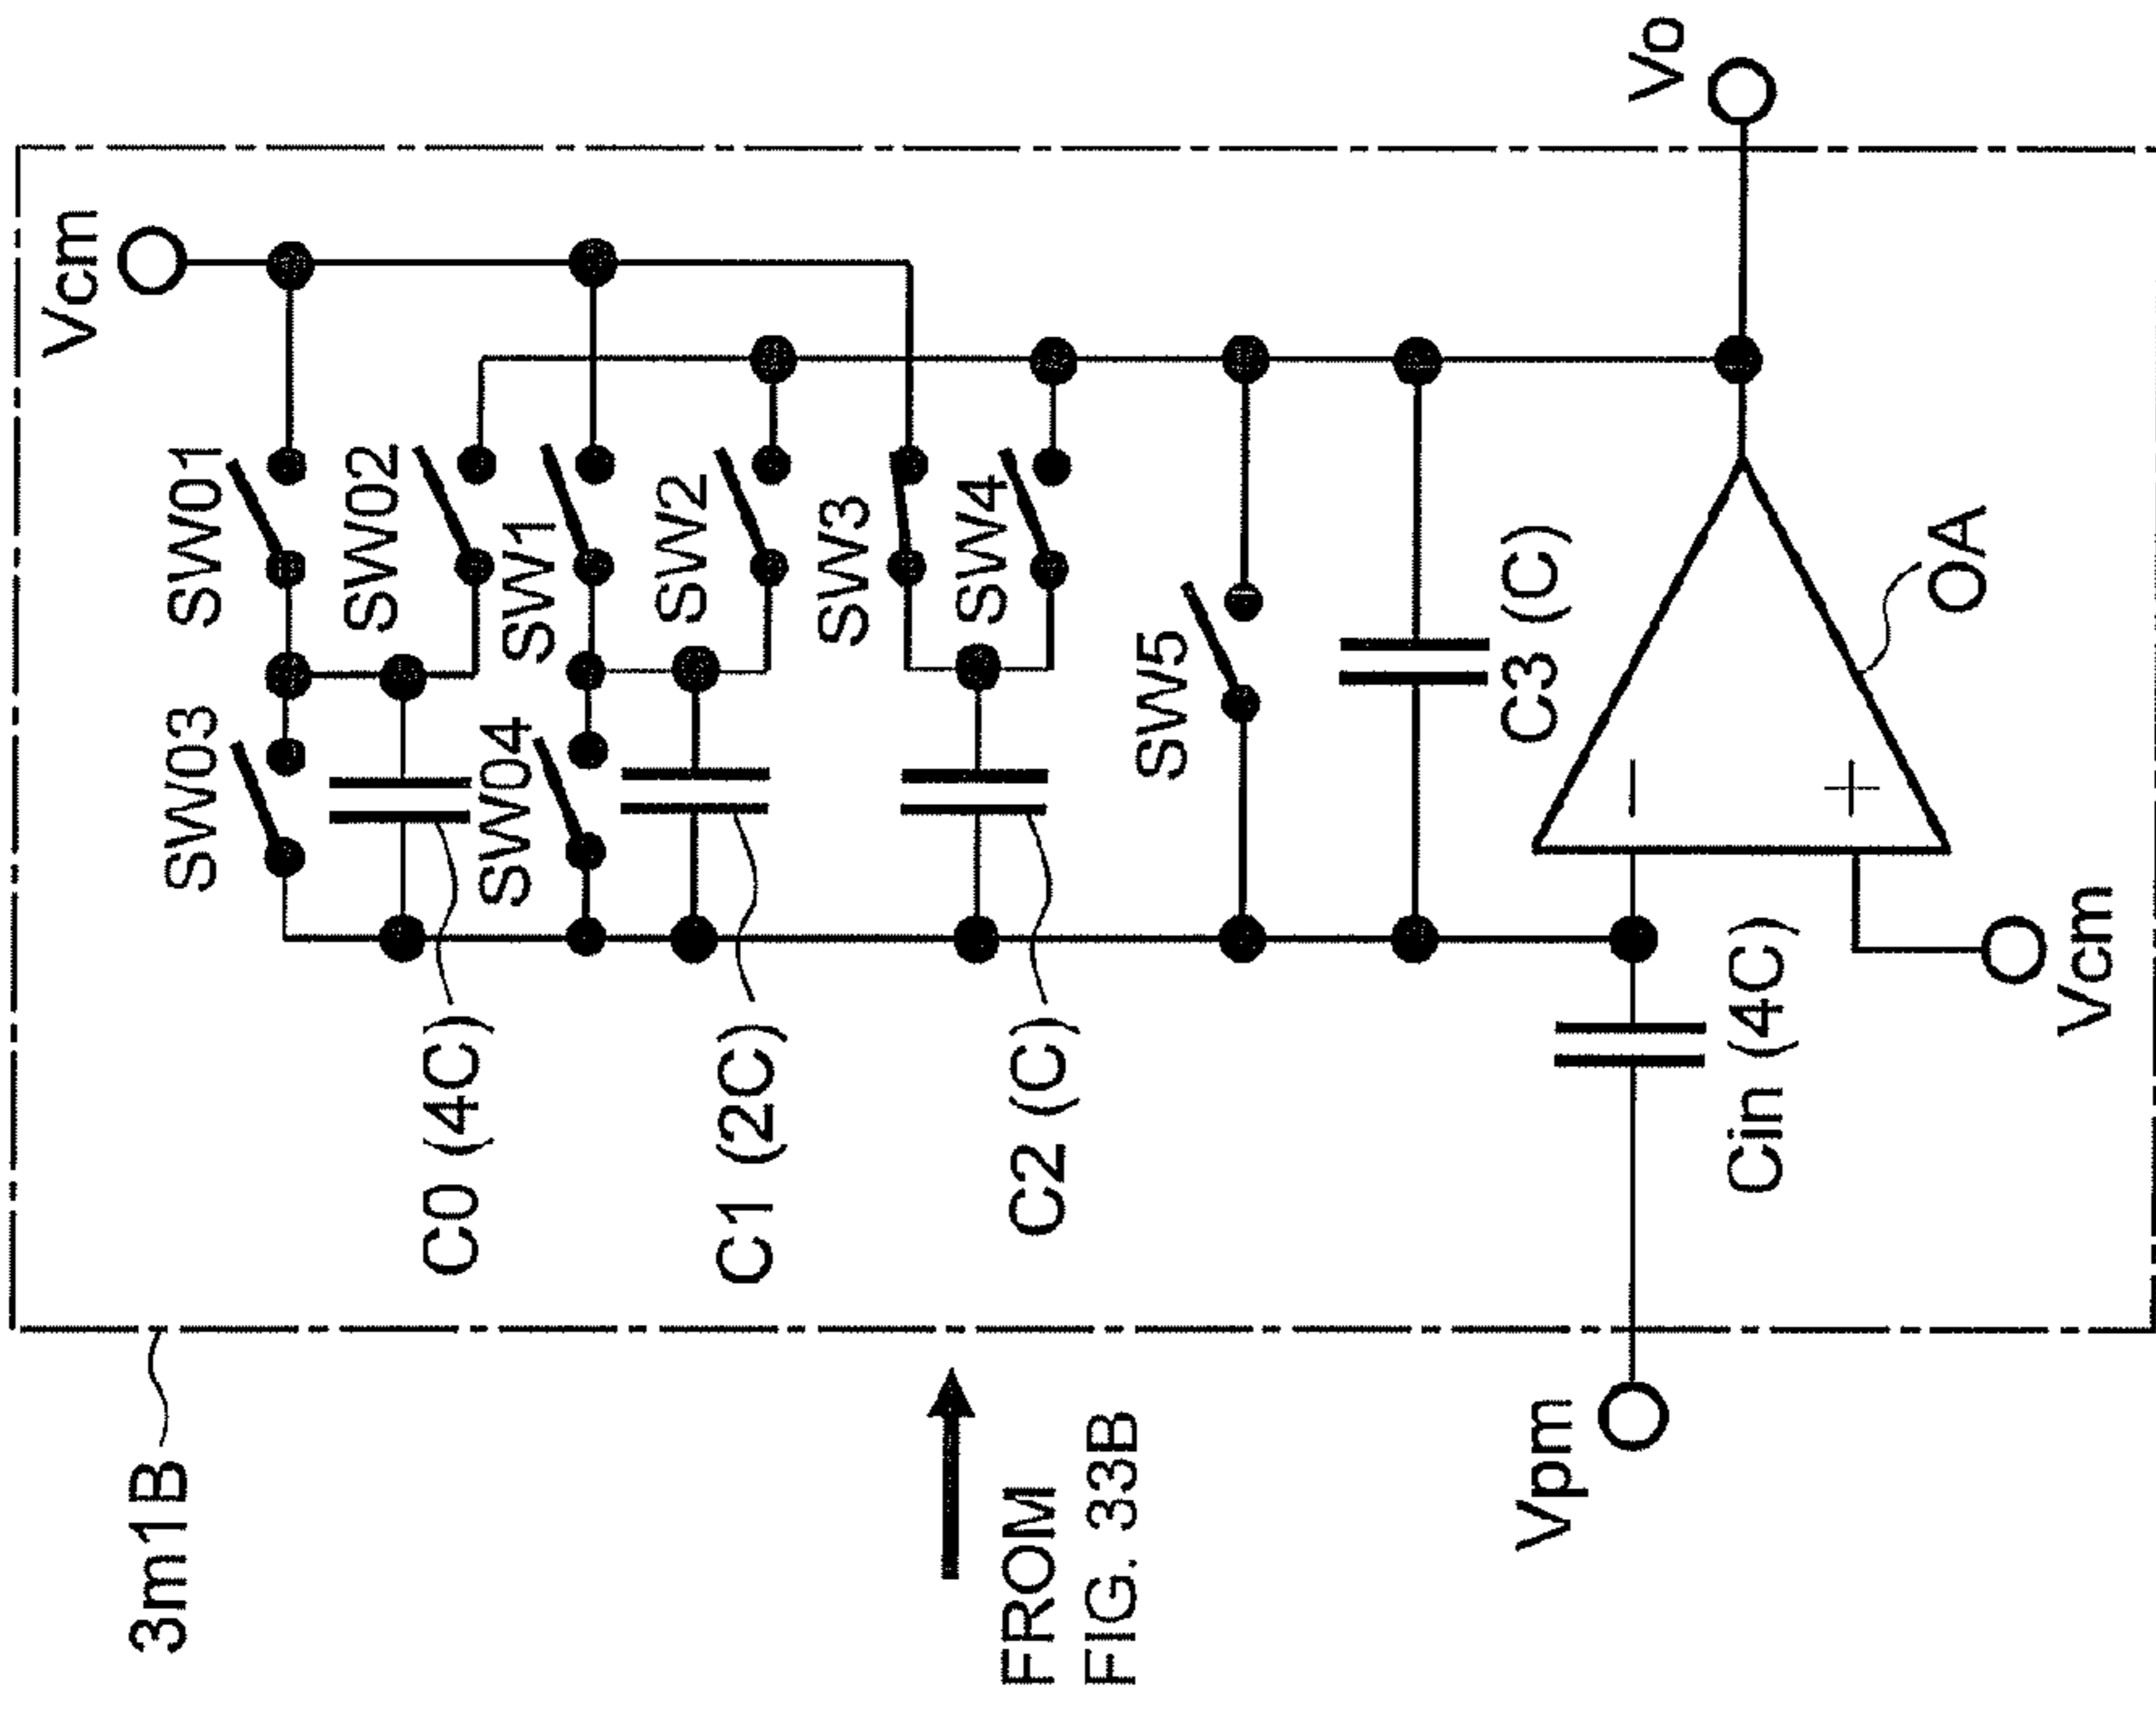 3m1B
Vcm
SW03
SW01
C0 (4C)
SW02
SW04
SW1
C1 (2C)
SW2
SW3
C2 (C)
SW4
FROM
FIG. 33B
SW5
C3 (C)
Vpm
Vo
−
Cin (4C)
+
OA
Vcm